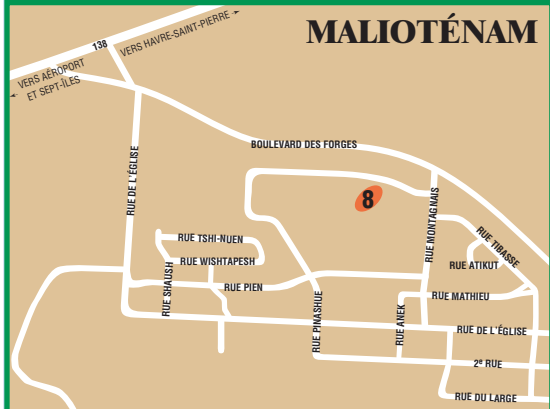 MALIOTÉNAM
138
VERS HAVRE-SAINT-PIERRE
VERS AÉROPORT
ET SEPT-ÎLES
BOULEVARD DES FORGES
RUE DE L'ÉGLISE
8
RUE MONTAGNAIS
RUE TIBASSE
RUE TSHI-NUEN
RUE WISHTAPESH
RUE ATIKUT
RUE SHAUSH
RUE PIEN
RUE MATHIEU
RUE PINASHUE
RUE ANEK
RUE DE L'ÉGLISE
2e RUE
RUE DU LARGE